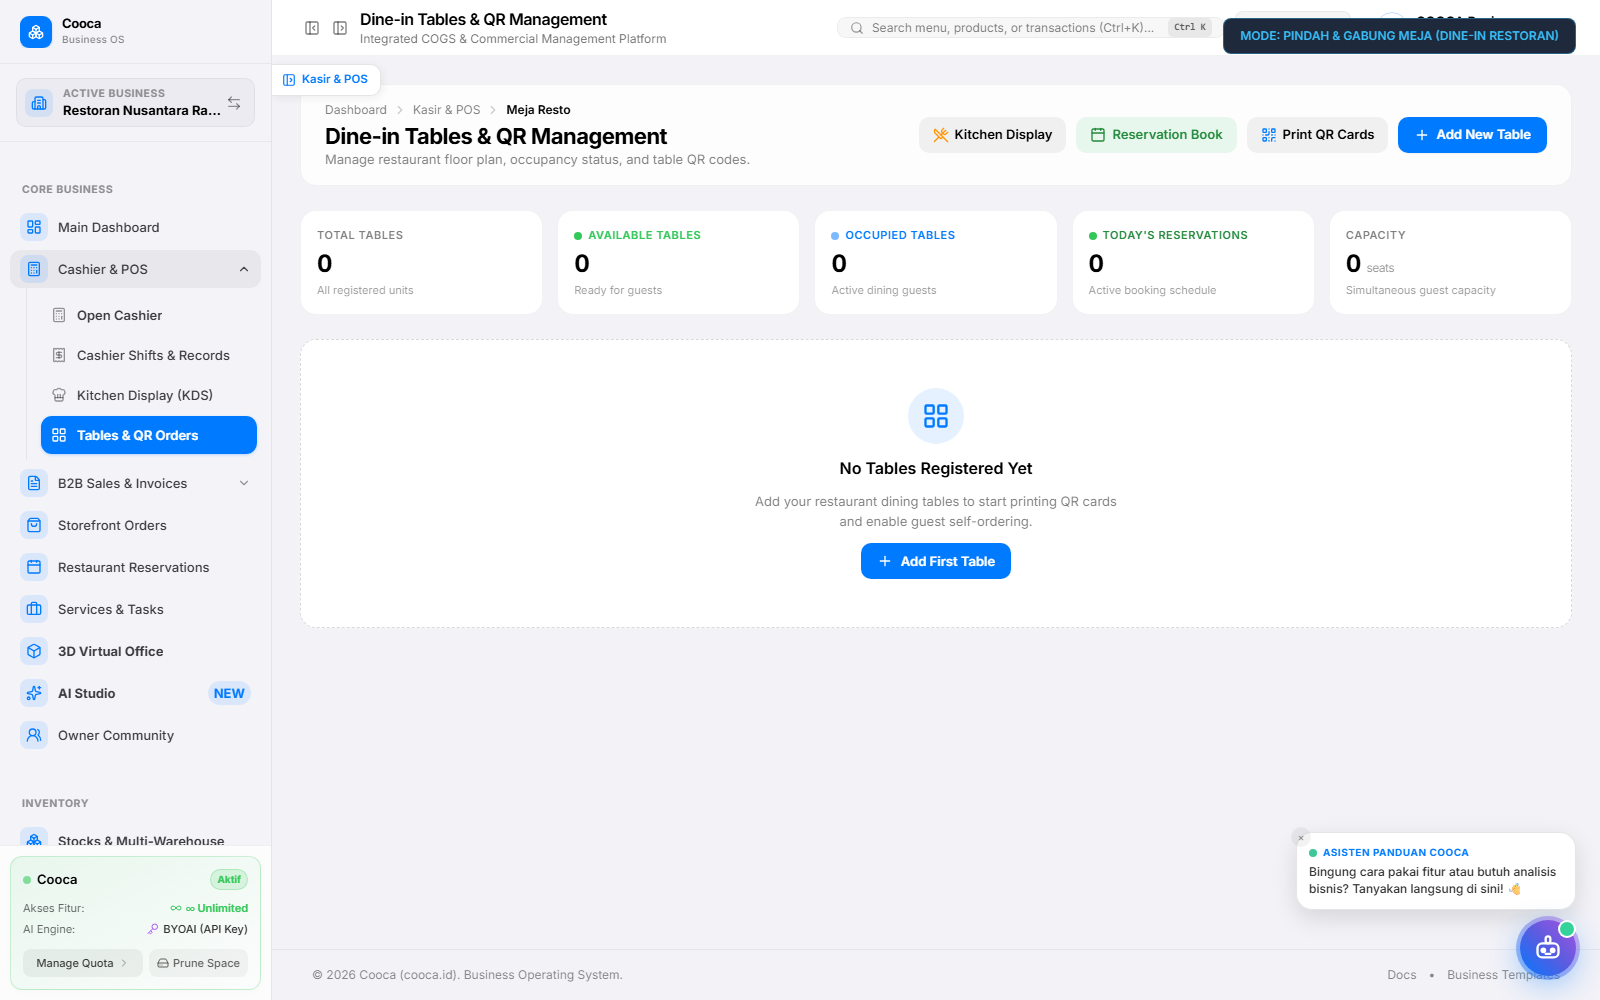 Cooca
Business OS
ACTIVE BUSINESS
Restoran Nusantara Ra...
CORE BUSINESS
Main Dashboard
Cashier & POS
Open Cashier
Cashier Shifts & Records
Kitchen Display (KDS)
Tables & QR Orders
B2B Sales & Invoices
Storefront Orders
Restaurant Reservations
Services & Tasks
3D Virtual Office
AI Studio NEW
Owner Community
INVENTORY
Stocks & Multi-Warehouse
Cooca Aktif
Akses Fitur: ∞ Unlimited
AI Engine: BYOAI (API Key)
Manage Quota
Prune Space
Dine-in Tables & QR Management
Integrated COGS & Commercial Management Platform
Search menu, products, or transactions (Ctrl+K)... Ctrl K
MODE: PINDAH & GABUNG MEJA (DINE-IN RESTORAN)
Kasir & POS
Dashboard > Kasir & POS > Meja Resto
Dine-in Tables & QR Management
Manage restaurant floor plan, occupancy status, and table QR codes.
Kitchen Display
Reservation Book
Print QR Cards
Add New Table
TOTAL TABLES
0
All registered units
AVAILABLE TABLES
0
Ready for guests
OCCUPIED TABLES
0
Active dining guests
TODAY'S RESERVATIONS
0
Active booking schedule
CAPACITY
0 seats
Simultaneous guest capacity
No Tables Registered Yet
Add your restaurant dining tables to start printing QR cards
and enable guest self-ordering.
Add First Table
ASISTEN PANDUAN COOCA
Bingung cara pakai fitur atau butuh analisis
bisnis? Tanyakan langsung di sini! 👋
© 2026 Cooca (cooca.id). Business Operating System.
Docs • Business Templates